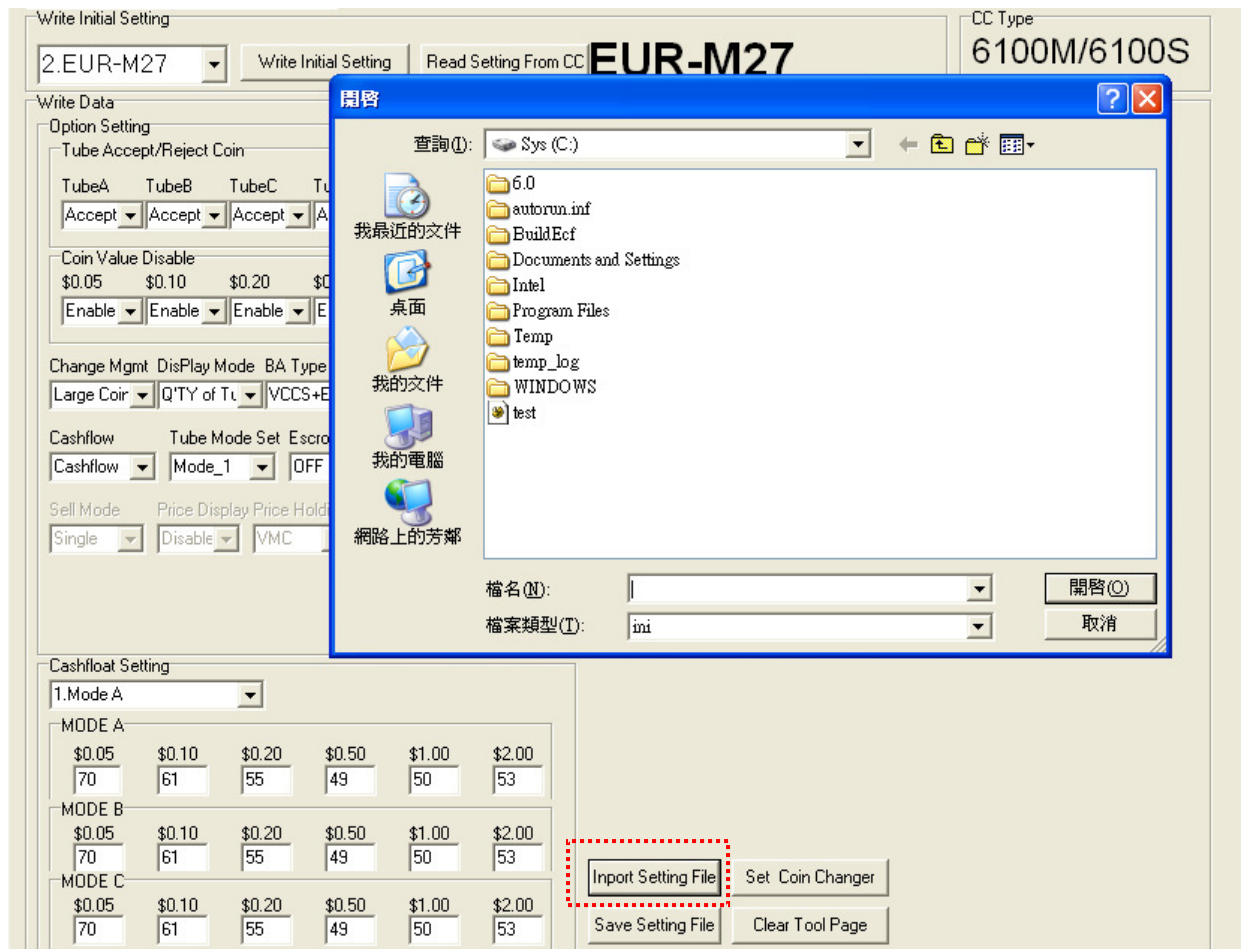 Write Initial Setting
CC Type
2.EUR-M27
Write Initial Setting
Read Setting From CC
EUR-M27
6100M/6100S
Write Data
Option Setting
Tube Accept/Reject Coin
TubeA TubeB TubeC
Accept Accept Accept
Coin Value Disable
$0.05 $0.10 $0.20
Enable Enable Enable
Change Mgmt DisPlay Mode BA Type
Large Coir Q'TY of VCCS+E
Cashflow Tube Mode Set Escro
Cashflow Mode_1 OFF
Sell Mode Price Display Price Holdi
Single Disable VMC
開啓
查詢(I): Sys (C:)
我最近的文件
桌面
我的文件
我的電腦
網路上的芳鄰
6.0
autorun.inf
BuildEcf
Documents and Settings
Intel
Program Files
Temp
temp_log
WINDOWS
test
檔名(N):
開啓(O)
檔案類型(T): ini
取消
Cashfloat Setting
1.Mode A
MODE A
$0.05 $0.10 $0.20 $0.50 $1.00 $2.00
70 61 55 49 50 53
MODE B
$0.05 $0.10 $0.20 $0.50 $1.00 $2.00
70 61 55 49 50 53
MODE C
$0.05 $0.10 $0.20 $0.50 $1.00 $2.00
70 61 55 49 50 53
Inport Setting File
Set Coin Changer
Save Setting File
Clear Tool Page